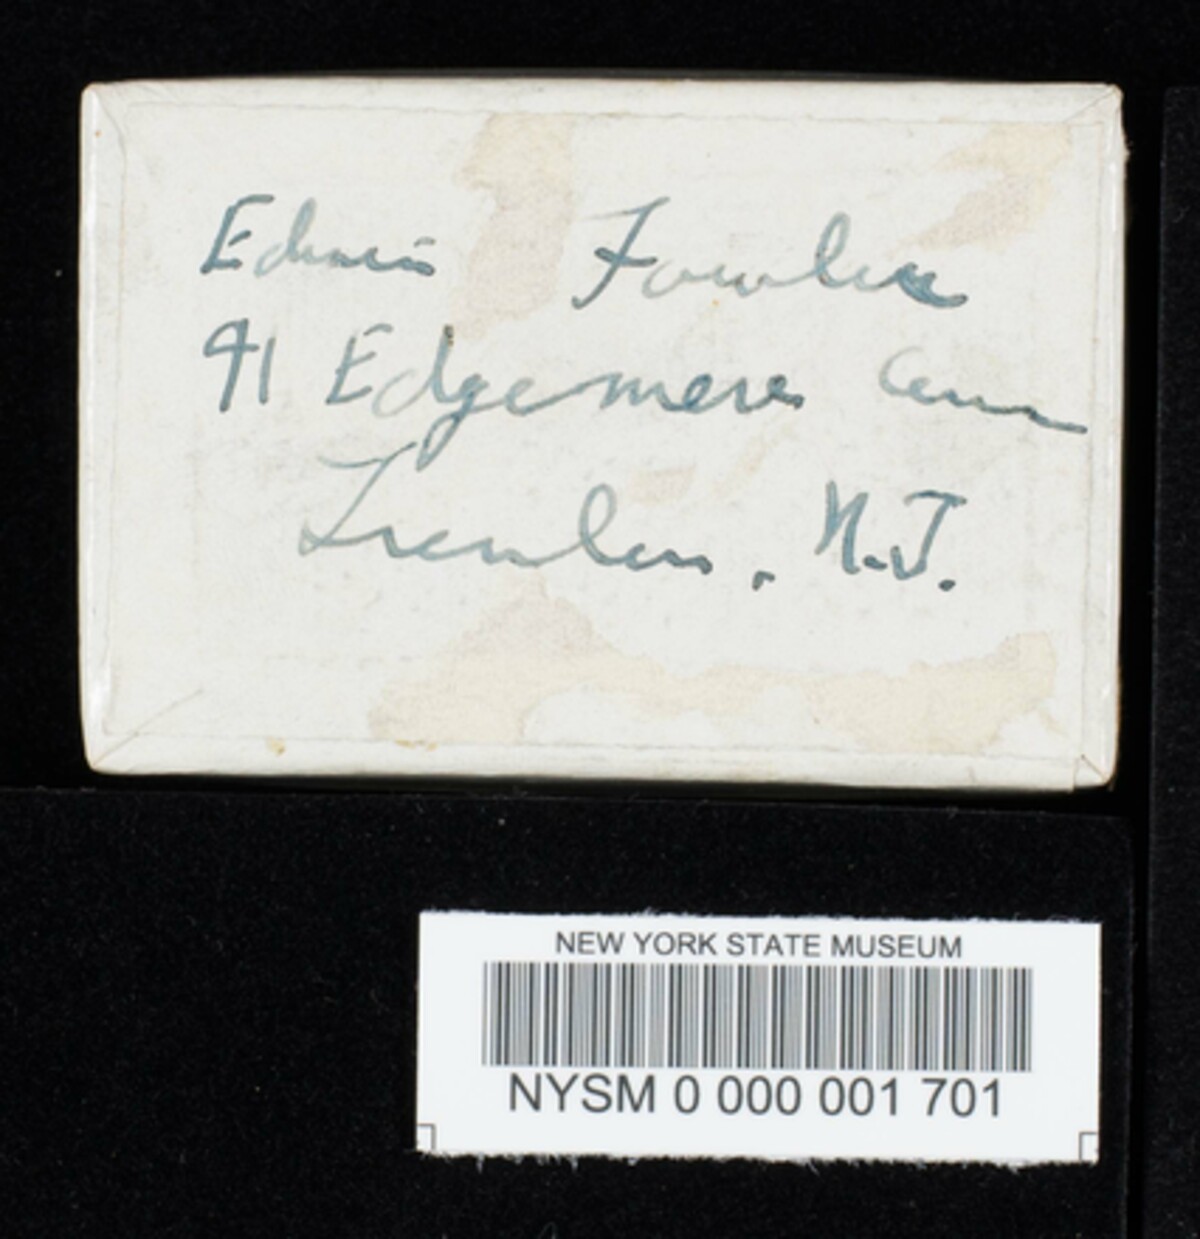 Edwin Fowler
91 Edgemere Ave
Trenton, N.J.
NEW YORK STATE MUSEUM
NYSM 0 000 001 701